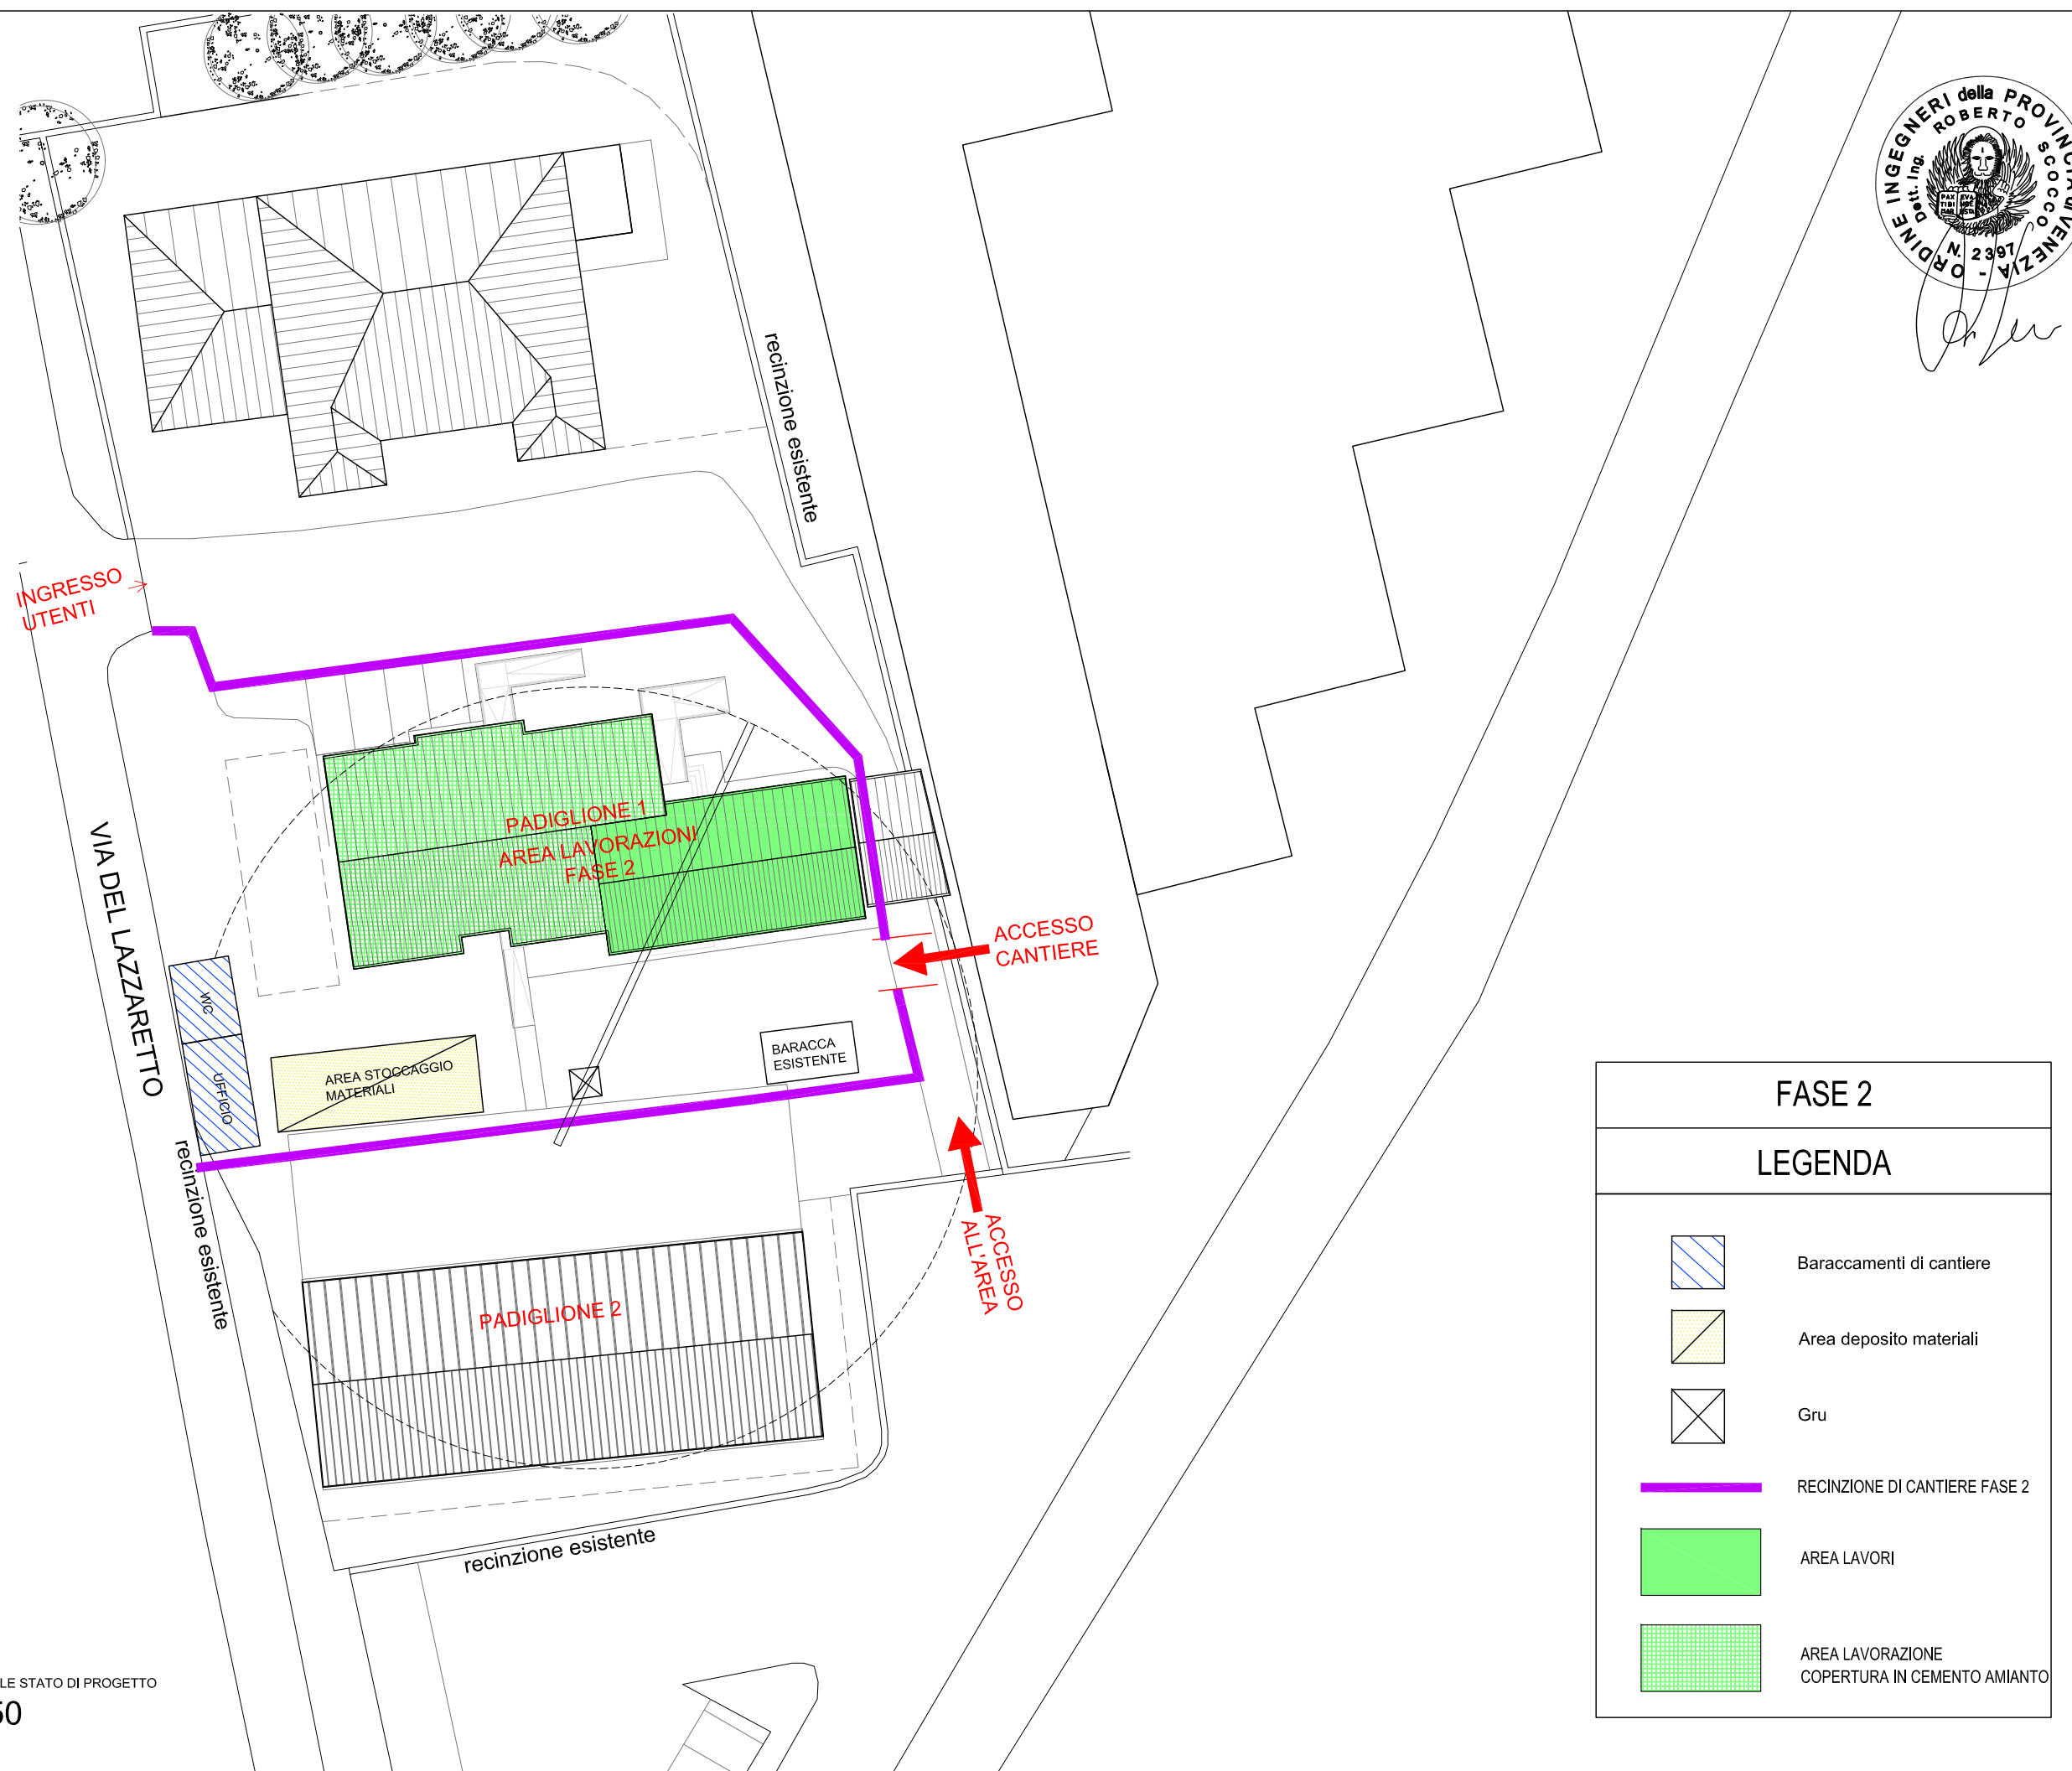 ORDINE INGEGNERI della PROVINCIA di VENEZIA -
Dott. Ing. ROBERTO SCOCCO
N. 2397
recinzione esistente
INGRESSO
UTENTI
PADIGLIONE 1
AREA LAVORAZIONI
FASE 2
VIA DEL LAZZARETTO
ACCESSO
CANTIERE
WC
UFFICIO
AREA STOCCAGGIO
MATERIALI
BARACCA
ESISTENTE
recinzione esistente
ACCESSO
ALL'AREA
PADIGLIONE 2
recinzione esistente
FASE 2
LEGENDA
Baraccamenti di cantiere
Area deposito materiali
Gru
RECINZIONE DI CANTIERE FASE 2
AREA LAVORI
AREA LAVORAZIONE
COPERTURA IN CEMENTO AMIANTO
LE STATO DI PROGETTO
50